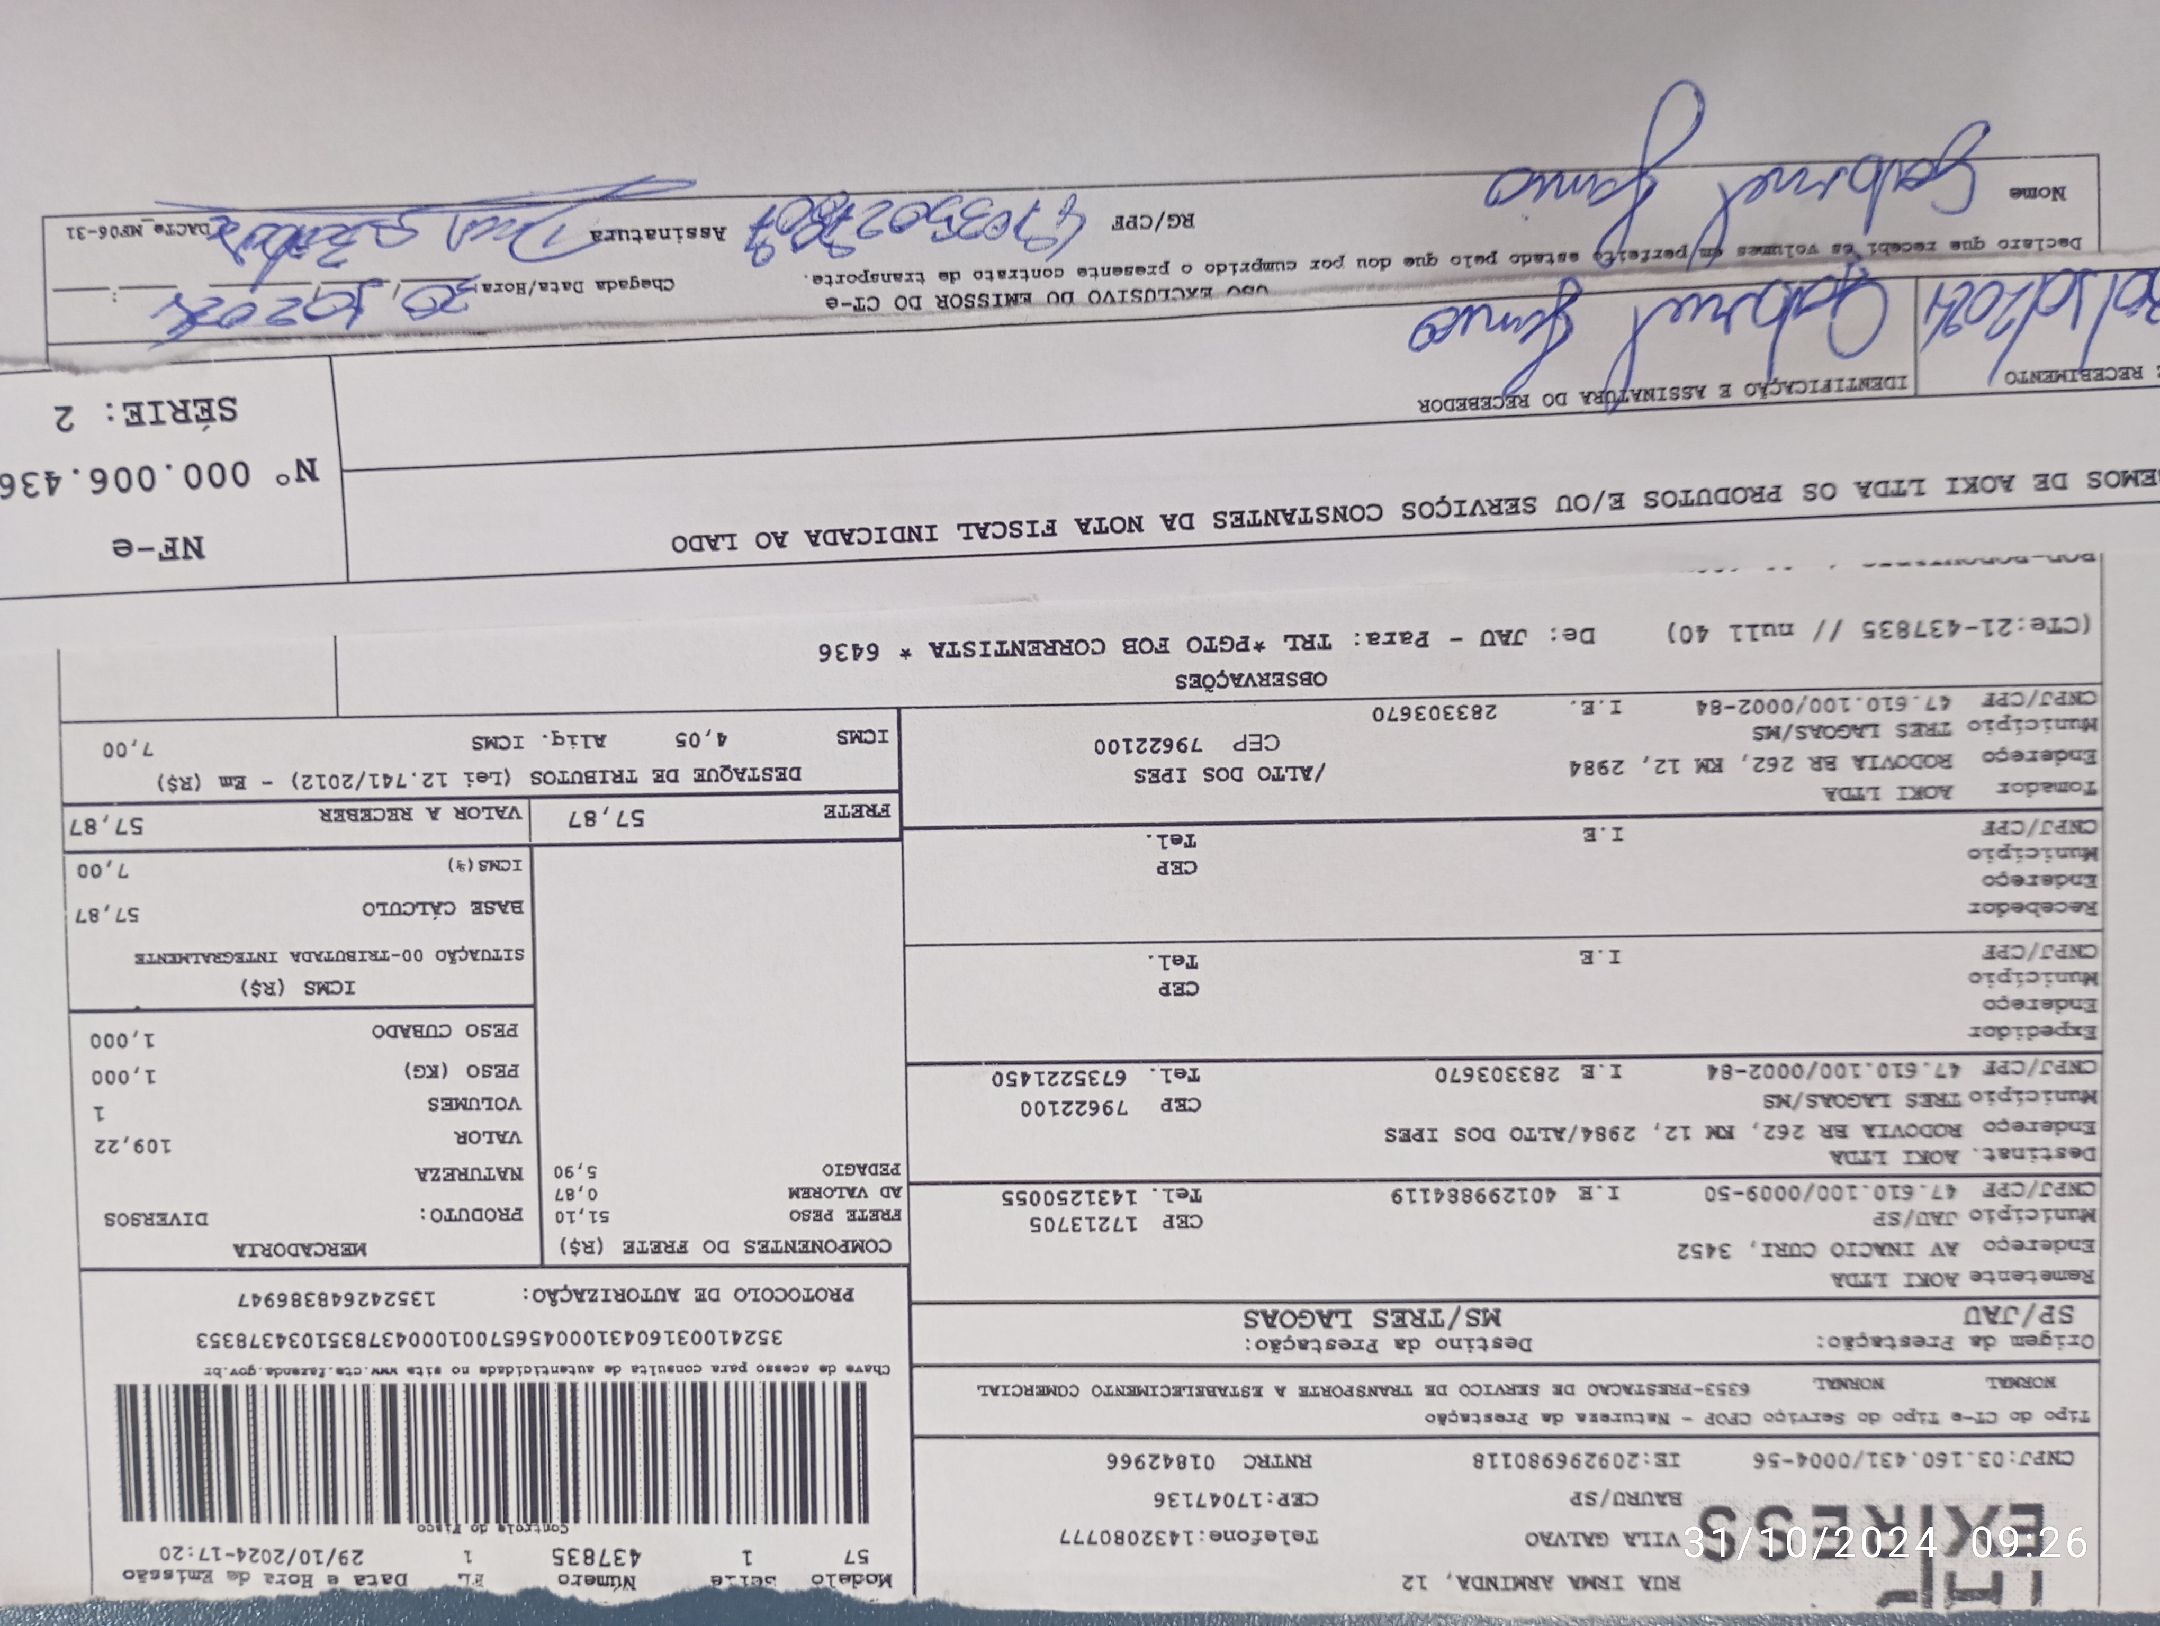 RUA IRMA ARMINDA, 12
VILA GALVAO
BAURU/SP
Telefone:1432080777
CEP:17047136
CNPJ:03.160.431/0004-56 IE:209296980118 RNTRC 01842966
Modelo Serie Número FL Data e Hora de Emissão
57 1 437835 1 29/10/2024-17:20
Controle do Fisco
Tipo do CT-e Tipo do Serviço CFOP - Natureza da Prestação
NORMAL NORMAL 6353-PRESTACAO DE SERVICO DE TRANSPORTE A ESTABELECIMENTO COMERCIAL
Chave de acesso para consulta de autenticidade no site www.cte.fazenda.gov.br
35241003160431000456570010004378351034378353
Origem da Prestação: Destino da Prestação:
SP/JAU MS/TRES LAGOAS
PROTOCOLO DE AUTORIZAÇÃO: 135242648386947
Remetente AOKI LTDA
Endereço AV INACIO CURI, 3452
Município JAU/SP CEP 17213705
CNPJ/CPF 47.610.100/0009-50 I.E 401299884119 Tel. 1431250055
Destinat. AOKI LTDA
Endereço RODOVIA BR 262, KM 12, 2984/ALTO DOS IPES
Município TRES LAGOAS/MS CEP 79622100
CNPJ/CPF 47.610.100/0002-84 I.E 283303670 Tel. 6735221450
Expedidor
Endereço
Município CEP
CNPJ/CPF I.E Tel.
Recebedor
Endereço
Município CEP
CNPJ/CPF I.E Tel.
Tomador AOKI LTDA
Endereço RODOVIA BR 262, KM 12, 2984 /ALTO DOS IPES
Município TRES LAGOAS/MS CEP 79622100
CNPJ/CPF 47.610.100/0002-84 I.E. 283303670
COMPONENTES DO FRETE (R$)
FRETE PESO 51,10
AD VALOREM 0,87
PEDAGIO 5,90
MERCADORIA
PRODUTO: DIVERSOS
NATUREZA
VALOR 109,22
VOLUMES 1
PESO (KG) 1,000
PESO CUBADO 1,000
ICMS (R$)
SITUAÇÃO 00-TRIBUTADA INTEGRALMENTE
BASE CÁLCULO 57,87
ICMS(%) 7,00
FRETE 57,87 VALOR A RECEBER 57,87
DESTAQUE DE TRIBUTOS (Lei 12.741/2012) - Em (R$)
ICMS 4,05 Aliq. ICMS 7,00
OBSERVAÇÕES
(CTe:21-437835 // null 40) De: JAU - Para: TRL *PGTO FOB CORRENTISTA * 6436
EMOS DE AOKI LTDA OS PRODUTOS E/OU SERVIÇOS CONSTANTES DA NOTA FISCAL INDICADA AO LADO
NF-e
Nº 000.006.436
SÉRIE: 2
RECEBIMENTO IDENTIFICAÇÃO E ASSINATURA DO RECEBEDOR
Gabriel Junio
USO EXCLUSIVO DO EMISSOR DO CT-e
Declaro que recebi os volumes em perfeito estado pelo que dou por cumprido o presente contrato de transporte.
Chegada Data/Hora:
Nome Gabriel Junio RG/CPF Assinatura
DACTe_MF06-31
31/10/2024 09:26